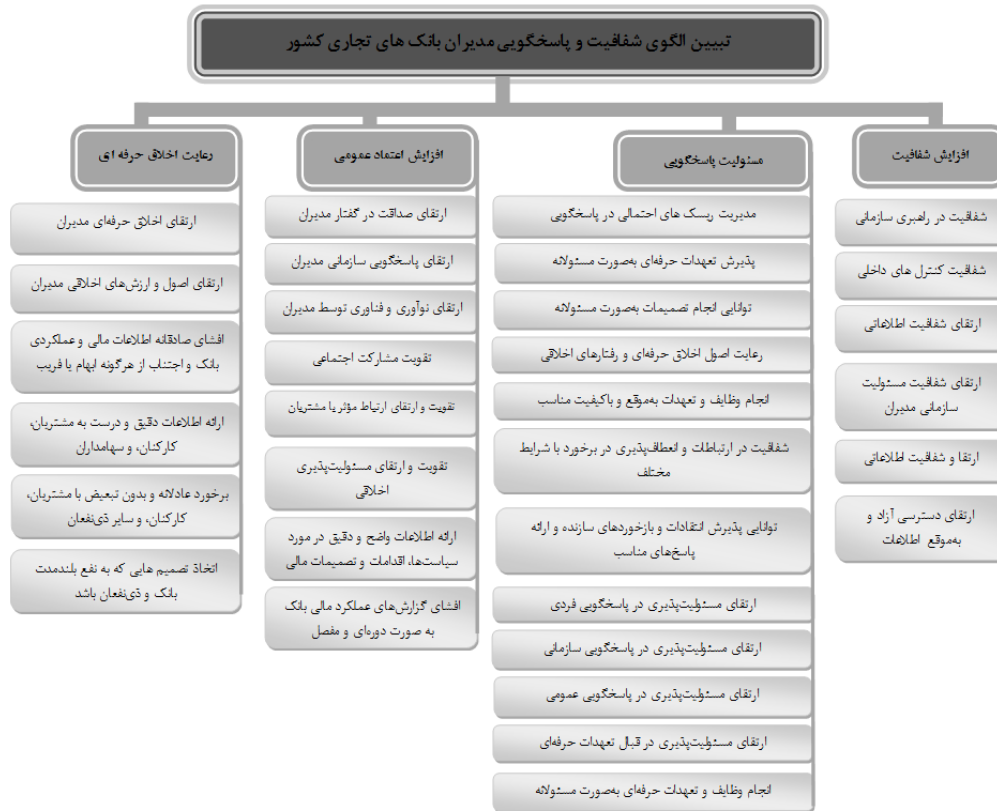 تبیین الگوی شفافیت و پاسخگویی مدیران بانک های تجاری کشور
افزایش شفافیت
شفافیت در راهبری سازمانی
شفافیت کنترل های داخلی
ارتقای شفافیت اطلاعاتی
ارتقای شفافیت مسئولیت
سازمانی مدیران
ارتقا و شفافیت اطلاعاتی
ارتقای دسترسی آزاد و
به‌موقع اطلاعات
مسئولیت پاسخگویی
مدیریت ریسک های احتمالی در پاسخگویی
پذیرش تعهدات حرفه‌ای به‌صورت مسئولانه
توانایی انجام تصمیمات به‌صورت مسئولانه
رعایت اصول اخلاق حرفه‌ای و رفتارهای اخلاقی
انجام وظایف و تعهدات به‌موقع و باکیفیت مناسب
شفافیت در ارتباطات و انعطاف‌پذیری در برخورد با شرایط
مختلف
توانایی پذیرش انتقادات و بازخوردهای سازنده و ارائه
پاسخ‌های مناسب
ارتقای مسئولیت‌پذیری در پاسخگویی فردی
ارتقای مسئولیت‌پذیری در پاسخگویی سازمانی
ارتقای مسئولیت‌پذیری در پاسخگویی عمومی
ارتقای مسئولیت‌پذیری در قبال تعهدات حرفه‌ای
انجام وظایف و تعهدات حرفه‌ای به‌صورت مسئولانه
افزایش اعتماد عمومی
ارتقای صداقت در گفتار مدیران
ارتقای پاسخگویی سازمانی مدیران
ارتقای نوآوری و فناوری توسط مدیران
تقویت مشارکت اجتماعی
تقویت و ارتقای ارتباط مؤثر با مشتریان
تقویت و ارتقای مسئولیت‌پذیری
اخلاقی
ارائه اطلاعات واضح و دقیق در مورد
سیاست‌ها، اقدامات و تصمیمات مالی
افشای گزارش‌های عملکرد مالی بانک
به صورت دوره‌ای و مفصل
رعایت اخلاق حرفه ای
ارتقای اخلاق حرفه‌ای مدیران
ارتقای اصول و ارزش‌های اخلاقی مدیران
افشای صادقانه اطلاعات مالی و عملکردی
بانک و اجتناب از هرگونه ابهام یا فریب
ارائه اطلاعات دقیق و درست به مشتریان،
کارکنان، و سهامداران
برخورد عادلانه و بدون تبعیض با مشتریان،
کارکنان، و سایر ذی‌نفعان
اتخاذ تصمیم هایی که به نفع بلندمدت
بانک و ذی‌نفعان باشد